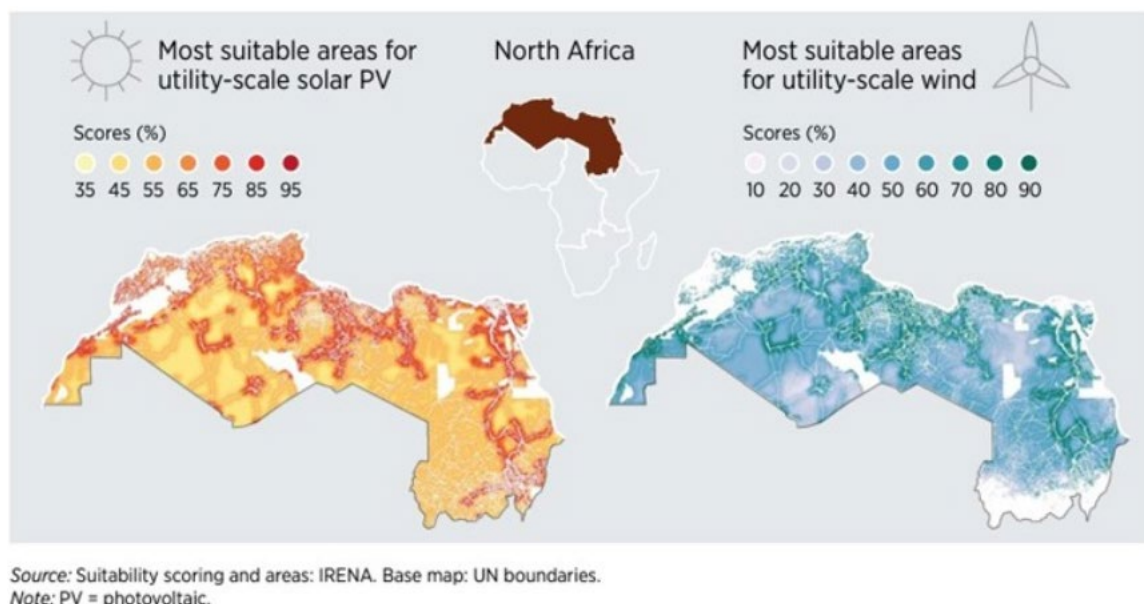 Most suitable areas for
utility-scale solar PV
Scores (%)
35 45 55 65 75 85 95
North Africa
Most suitable areas
for utility-scale wind
Scores (%)
10 20 30 40 50 60 70 80 90
Source: Suitability scoring and areas: IRENA. Base map: UN boundaries.
Note: PV = photovoltaic.